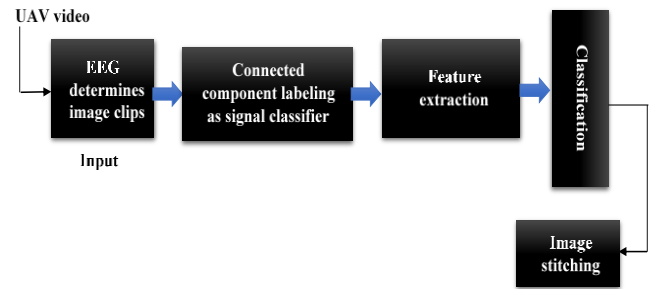 UAV video
EEG
determines
image clips
Input
Connected
component labeling
as signal classifier
Feature
extraction
Classification
Image
stitching